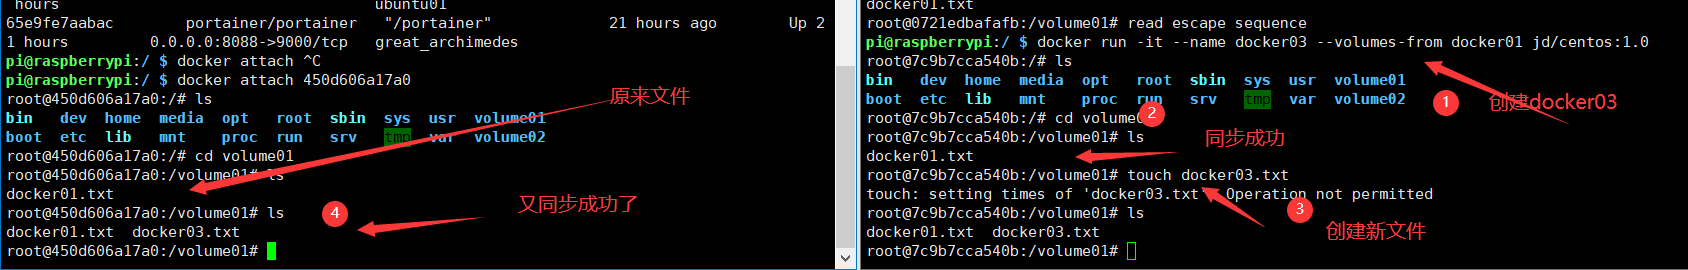 hours                                ubuntu01
65e9fe7aabac        portainer/portainer   "/portainer"             21 hours ago        Up 2
1 hours         0.0.0.0:8088->9000/tcp   great_archimedes
pi@raspberrypi:/ $ docker attach ^C
pi@raspberrypi:/ $ docker attach 450d606a17a0
root@450d606a17a0:/# ls
bin   dev  home  media  opt   root  sbin  sys  usr  volume01
boot  etc  lib   mnt    proc  run   srv   tmp  var  volume02
root@450d606a17a0:/# cd volume01
root@450d606a17a0:/volume01# ls
docker01.txt
root@450d606a17a0:/volume01# ls
docker01.txt  docker03.txt
root@450d606a17a0:/volume01#
原来文件
4
又同步成功了
docker01.txt
root@0721edbafafb:/volume01# read escape sequence
pi@raspberrypi:/ $ docker run -it --name docker03 --volumes-from docker01 jd/centos:1.0
root@7c9b7cca540b:/# ls
bin   dev  home  media  opt   root  sbin  sys  usr  volume01
boot  etc  lib   mnt    proc  run   srv   tmp  var  volume02
root@7c9b7cca540b:/# cd volume0
root@7c9b7cca540b:/volume01# ls
docker01.txt
root@7c9b7cca540b:/volume01# touch docker03.txt
touch: setting times of 'docker03.txt': Operation not permitted
root@7c9b7cca540b:/volume01# ls
docker01.txt  docker03.txt
root@7c9b7cca540b:/volume01#
1
创建docker03
2
同步成功
3
创建新文件